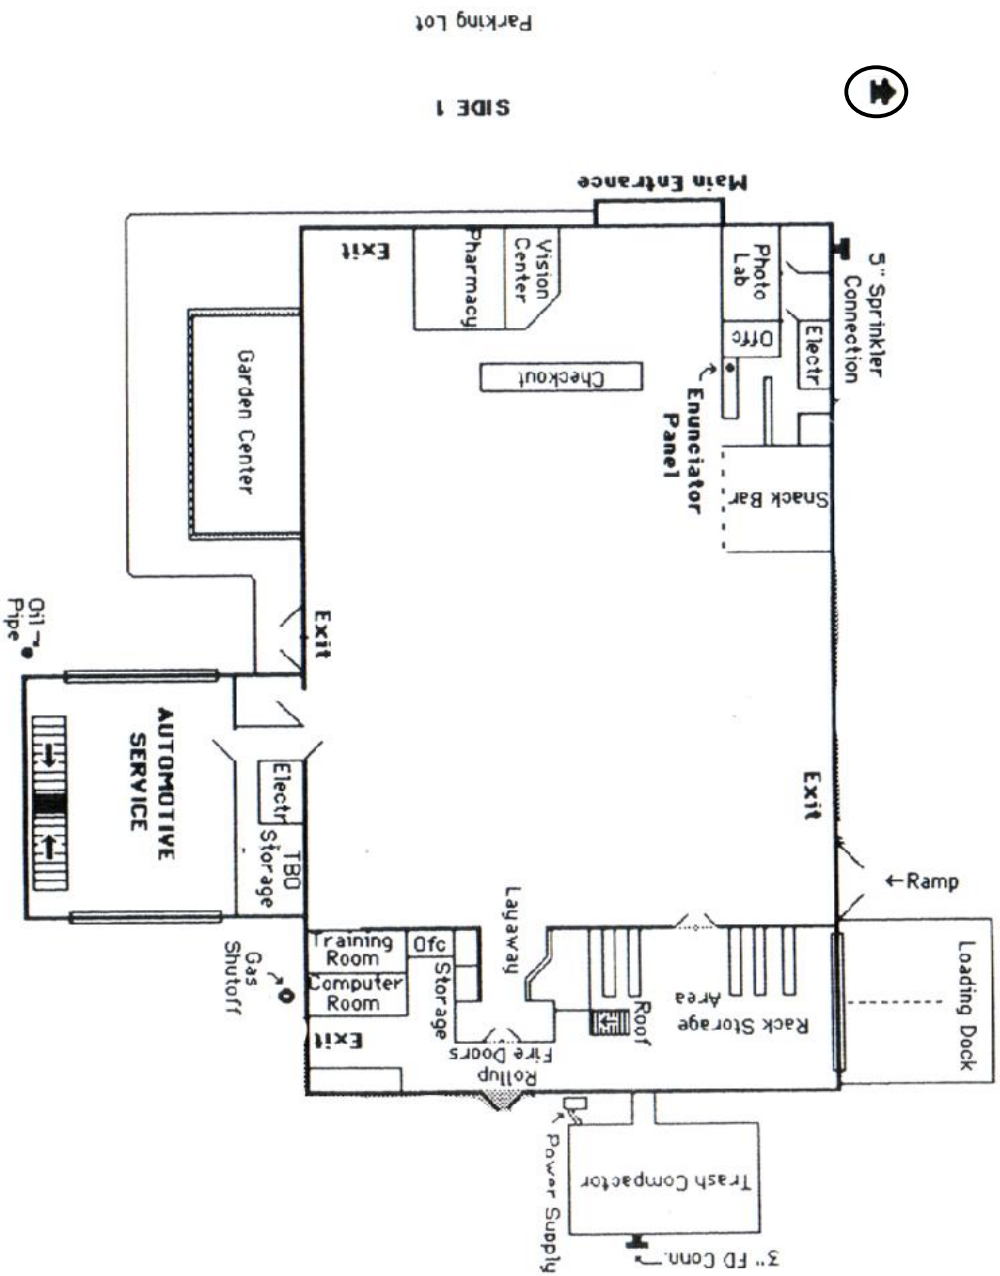 Parking Lot
SIDE 1
Main Entrance
Exit
Pharmacy
Vision
Center
Photo
Lab
Offc
Electr
5" Sprinkler
Connection
Checkout
Enunciator
Panel
Snack Bar
Garden Center
Exit
Oil
Pipe
AUTOMOTIVE
SERVICE
Electr
TBO
Storage
Exit
Ramp
Gas
Shutoff
Training
Room
Ofc
Computer
Room
Storage
Exit
Layaway
Rollup
Fire Doors
Roof
Rack Storage
Area
Loading Dock
Power Supply
Trash Compactor
3" FD Conn.